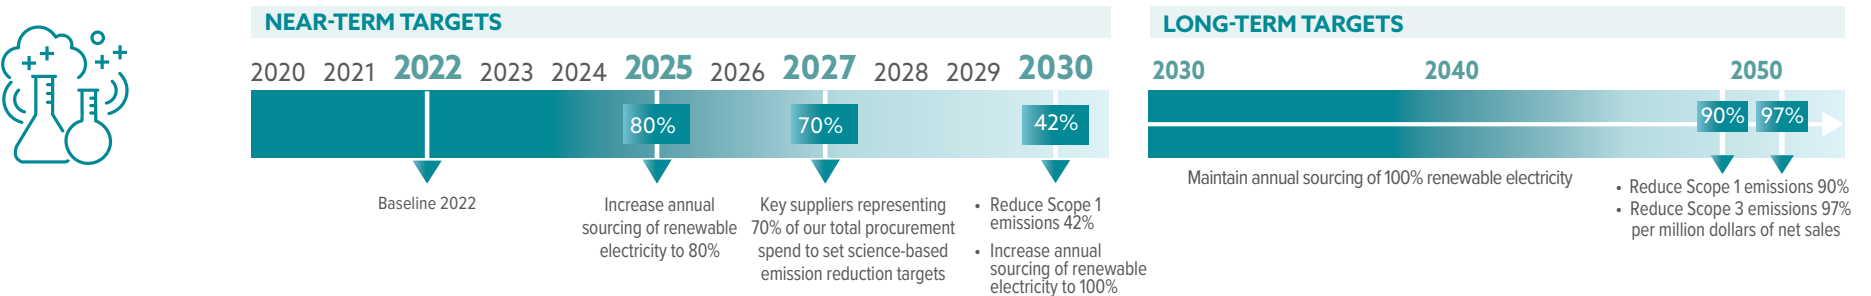 NEAR-TERM TARGETS
2020 2021 2022 2023 2024 2025 2026 2027 2028 2029 2030
80%
70%
42%
Baseline 2022
Increase annual
sourcing of renewable
electricity to 80%
Key suppliers representing
70% of our total procurement
spend to set science-based
emission reduction targets
• Reduce Scope 1
emissions 42%
• Increase annual
sourcing of renewable
electricity to 100%
LONG-TERM TARGETS
2030 2040 2050
90% 97%
Maintain annual sourcing of 100% renewable electricity
• Reduce Scope 1 emissions 90%
• Reduce Scope 3 emissions 97%
per million dollars of net sales